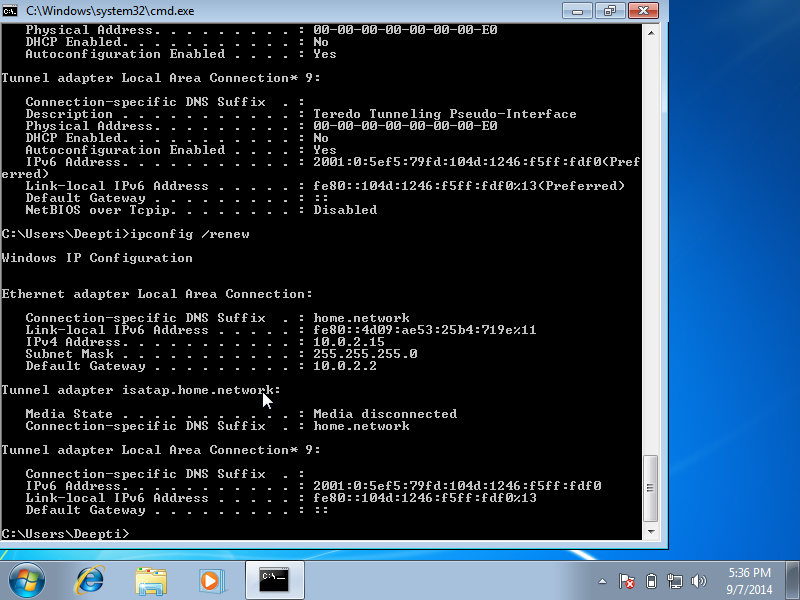 C:\Windows\system32\cmd.exe
Physical Address. . . . . . . . . : 00-00-00-00-00-00-00-E0
DHCP Enabled. . . . . . . . . . . : No
Autoconfiguration Enabled . . . . : Yes
Tunnel adapter Local Area Connection* 9:
Connection-specific DNS Suffix  . :
Description . . . . . . . . . . . : Teredo Tunneling Pseudo-Interface
Physical Address. . . . . . . . . : 00-00-00-00-00-00-00-E0
DHCP Enabled. . . . . . . . . . . : No
Autoconfiguration Enabled . . . . : Yes
IPv6 Address. . . . . . . . . . . : 2001:0:5ef5:79fd:104d:1246:f5ff:fdf0(Pref
erred)
Link-local IPv6 Address . . . . . : fe80::104d:1246:f5ff:fdf0%13(Preferred)
Default Gateway . . . . . . . . . : ::
NetBIOS over Tcpip. . . . . . . . : Disabled
C:\Users\Deepti>ipconfig /renew
Windows IP Configuration
Ethernet adapter Local Area Connection:
Connection-specific DNS Suffix  . : home.network
Link-local IPv6 Address . . . . . : fe80::4d09:ae53:25b4:719e%11
IPv4 Address. . . . . . . . . . . : 10.0.2.15
Subnet Mask . . . . . . . . . . . : 255.255.255.0
Default Gateway . . . . . . . . . : 10.0.2.2
Tunnel adapter isatap.home.network:
Media State . . . . . . . . . . . : Media disconnected
Connection-specific DNS Suffix  . : home.network
Tunnel adapter Local Area Connection* 9:
Connection-specific DNS Suffix  . :
IPv6 Address. . . . . . . . . . . : 2001:0:5ef5:79fd:104d:1246:f5ff:fdf0
Link-local IPv6 Address . . . . . : fe80::104d:1246:f5ff:fdf0%13
Default Gateway . . . . . . . . . : ::
C:\Users\Deepti>
C:\_
5:36 PM
9/7/2014